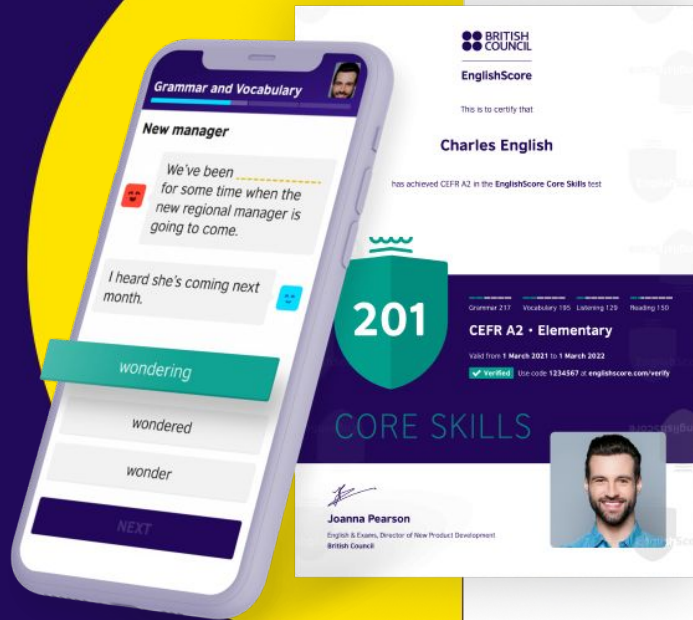 Grammar and Vocabulary
New manager
We've been ____________
for some time when the
new regional manager is
going to come.
I heard she's coming next
month.
wondering
wondered
wonder
NEXT
BRITISH
COUNCIL
EnglishScore
This is to certify that
Charles English
has achieved CEFR A2 in the EnglishScore Core Skills test
201
Grammar 217 Vocabulary 195 Listening 129 Reading 150
CEFR A2 • Elementary
Valid from 1 March 2021 to 1 March 2022
Verified Use code 1234567 at englishscore.com/verify
CORE SKILLS
Joanna Pearson
English & Exams, Director of New Product Development
British Council